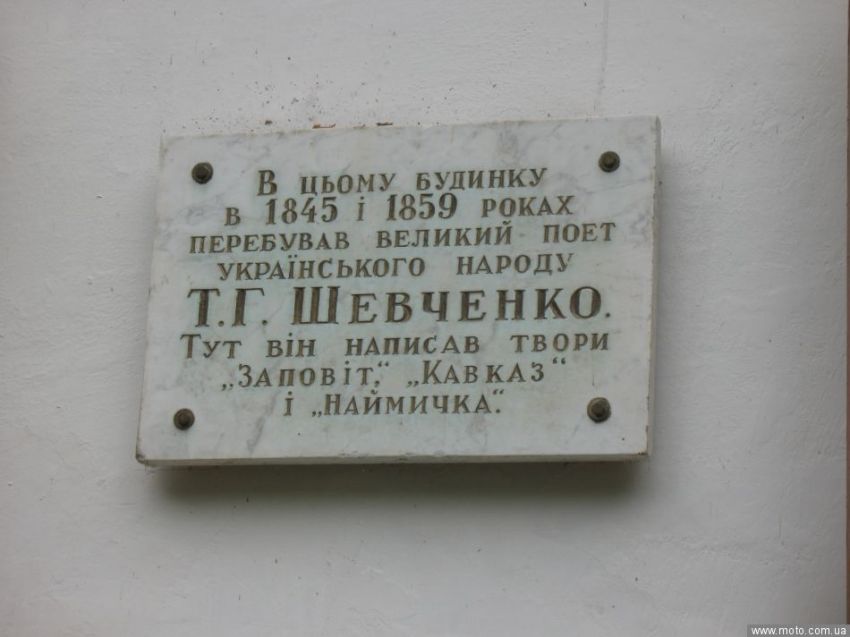 В цьому будинку
в 1845 і 1859 роках
перебував великий поет
українського народу
Т.Г. Шевченко.
Тут він написав твори
„Заповіт“, „Кавказ“
і „Наймичка“.
www.moto.com.ua